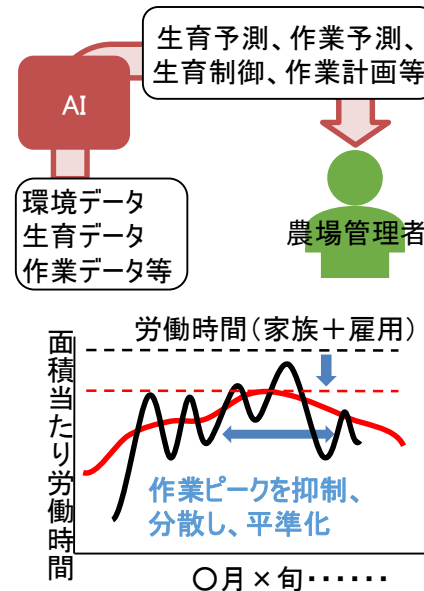 生育予測、作業予測、
生育制御、作業計画等
AI
環境データ
生育データ
作業データ等
農場管理者
労働時間（家族＋雇用）
面積当たり労働時間
作業ピークを抑制、
分散し、平準化
〇月×旬‥‥‥